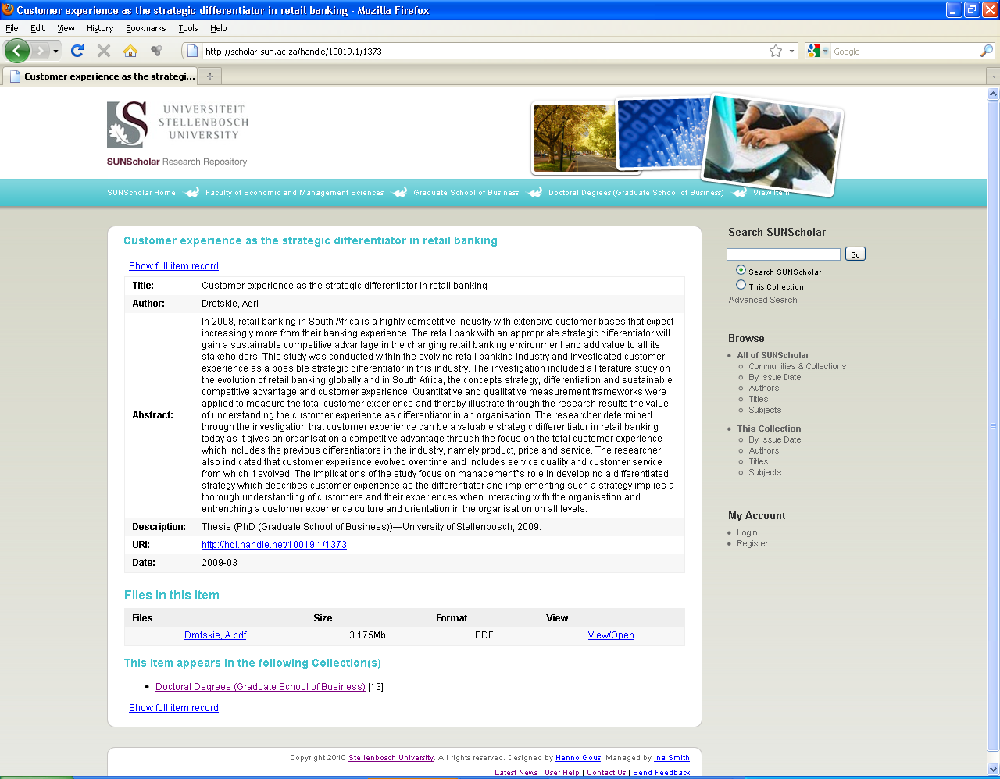 Customer experience as the strategic differentiator in retail banking - Mozilla Firefox
File Edit View History Bookmarks Tools Help
http://scholar.sun.ac.za/handle/10019.1/1373
Google
Customer experience as the strategi...
UNIVERSITEIT
STELLENBOSCH
UNIVERSITY
SUNScholar Research Repository
SUNScholar Home Faculty of Economic and Management Sciences Graduate School of Business Doctoral Degrees (Graduate School of Business) View Item
Customer experience as the strategic differentiator in retail banking
Show full item record
Title: Customer experience as the strategic differentiator in retail banking
Author: Drotskie, Adri
Abstract:
In 2008, retail banking in South Africa is a highly competitive industry with extensive customer bases that expect
increasingly more from their banking experience. The retail bank with an appropriate strategic differentiator will
gain a sustainable competitive advantage in the changing retail banking environment and add value to all its
stakeholders. This study was conducted within the evolving retail banking industry and investigated customer
experience as a possible strategic differentiator in this industry. The investigation included a literature study on
the evolution of retail banking globally and in South Africa, the concepts strategy, differentiation and sustainable
competitive advantage and customer experience. Quantitative and qualitative measurement frameworks were
applied to measure the total customer experience and thereby illustrate through the research results the value
of understanding the customer experience as differentiator in an organisation. The researcher determined
through the investigation that customer experience can be a valuable strategic differentiator in retail banking
today as it gives an organisation a competitive advantage through the focus on the total customer experience
which includes the previous differentiators in the industry, namely product, price and service. The researcher
also indicated that customer experience evolved over time and includes service quality and customer service
from which it evolved. The implications of the study focus on management`s role in developing a differentiated
strategy which describes customer experience as the differentiator and implementing such a strategy implies a
thorough understanding of customers and their experiences when interacting with the organisation and
entrenching a customer experience culture and orientation in the organisation on all levels.
Description: Thesis (PhD (Graduate School of Business))—University of Stellenbosch, 2009.
URI: http://hdl.handle.net/10019.1/1373
Date: 2009-03
Files in this item
Files Size Format View
Drotskie, A.pdf 3.175Mb PDF View/Open
This item appears in the following Collection(s)
Doctoral Degrees (Graduate School of Business) [13]
Show full item record
Search SUNScholar
Go
Search SUNScholar
This Collection
Advanced Search
Browse
All of SUNScholar
Communities & Collections
By Issue Date
Authors
Titles
Subjects
This Collection
By Issue Date
Authors
Titles
Subjects
My Account
Login
Register
Copyright 2010 Stellenbosch University. All rights reserved. Designed by Henno Gous. Managed by Ina Smith
Latest News | User Help | Contact Us | Send Feedback